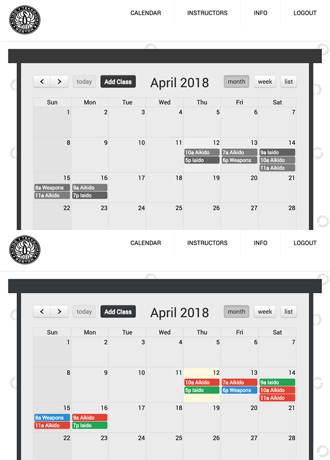 CALENDAR INSTRUCTORS INFO LOGOUT
today Add Class April 2018 month week list
Sun Mon Tue Wed Thu Fri Sat
1 2 3 4 5 6 7
8 9 10 11 12 13 14
10a Aikido 7a Aikido 9a Iaido
5p Iaido 6p Weapons 10a Aikido
11a Aikido
15 16 17 18 19 20 21
8a Weapons 9a Aikido
11a Aikido 7p Iaido
22 23 24 25 26 27 28
CALENDAR INSTRUCTORS INFO LOGOUT
today Add Class April 2018 month week list
Sun Mon Tue Wed Thu Fri Sat
1 2 3 4 5 6 7
8 9 10 11 12 13 14
10a Aikido 7a Aikido 9a Iaido
5p Iaido 6p Weapons 10a Aikido
11a Aikido
15 16 17 18 19 20 21
8a Weapons 9a Aikido
11a Aikido 7p Iaido
22 23 24 25 26 27 28